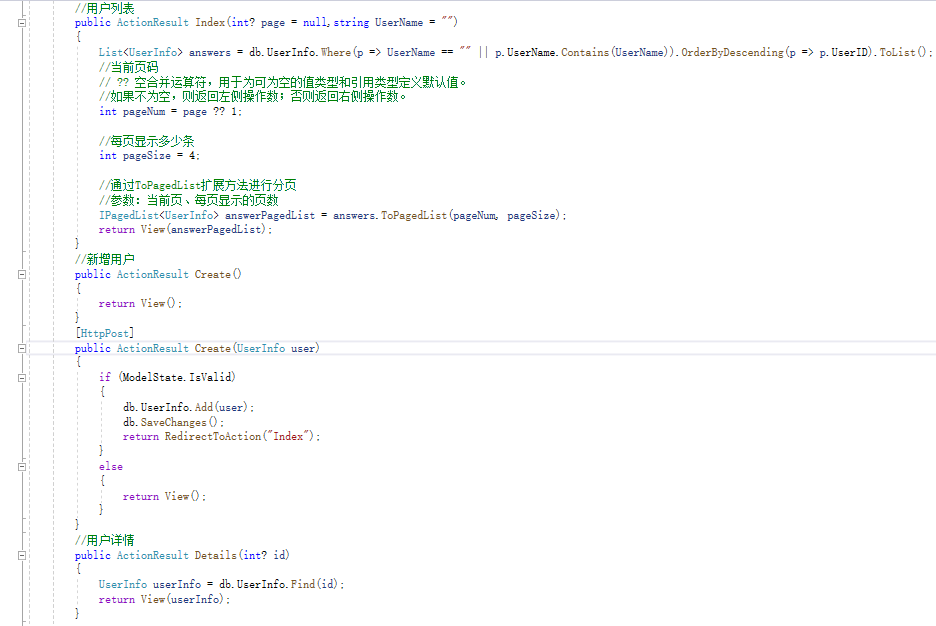 //用户列表
public ActionResult Index(int? page = null,string UserName = "")
{
List<UserInfo> answers = db.UserInfo.Where(p => UserName == "" || p.UserName.Contains(UserName)).OrderByDescending(p => p.UserID).ToList();
//当前页码
// ?? 空合并运算符，用于为可为空的值类型和引用类型定义默认值。
//如果不为空，则返回左侧操作数；否则返回右侧操作数。
int pageNum = page ?? 1;
//每页显示多少条
int pageSize = 4;
//通过ToPagedList扩展方法进行分页
//参数：当前页、每页显示的页数
IPagedList<UserInfo> answerPagedList = answers.ToPagedList(pageNum, pageSize);
return View(answerPagedList);
}
//新增用户
public ActionResult Create()
{
return View();
}
[HttpPost]
public ActionResult Create(UserInfo user)
{
if (ModelState.IsValid)
{
db.UserInfo.Add(user);
db.SaveChanges();
return RedirectToAction("Index");
}
else
{
return View();
}
}
//用户详情
public ActionResult Details(int? id)
{
UserInfo userInfo = db.UserInfo.Find(id);
return View(userInfo);
}